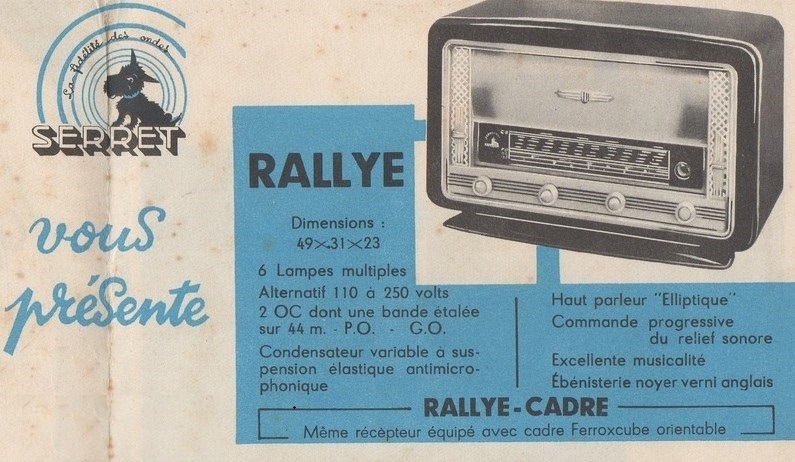 La fidélité des ondes
SERRET
vous
présente
RALLYE
Dimensions :
49×31×23
6 Lampes multiples
Alternatif 110 à 250 volts
2 OC dont une bande étalée
sur 44 m. - P.O. - G.O.
Condensateur variable à sus-
pension élastique antimicro-
phonique
Haut parleur "Elliptique"
Commande progressive
du relief sonore
Excellente musicalité
Ébénisterie noyer verni anglais
RALLYE-CADRE
Même récepteur équipé avec cadre Ferroxcube orientable